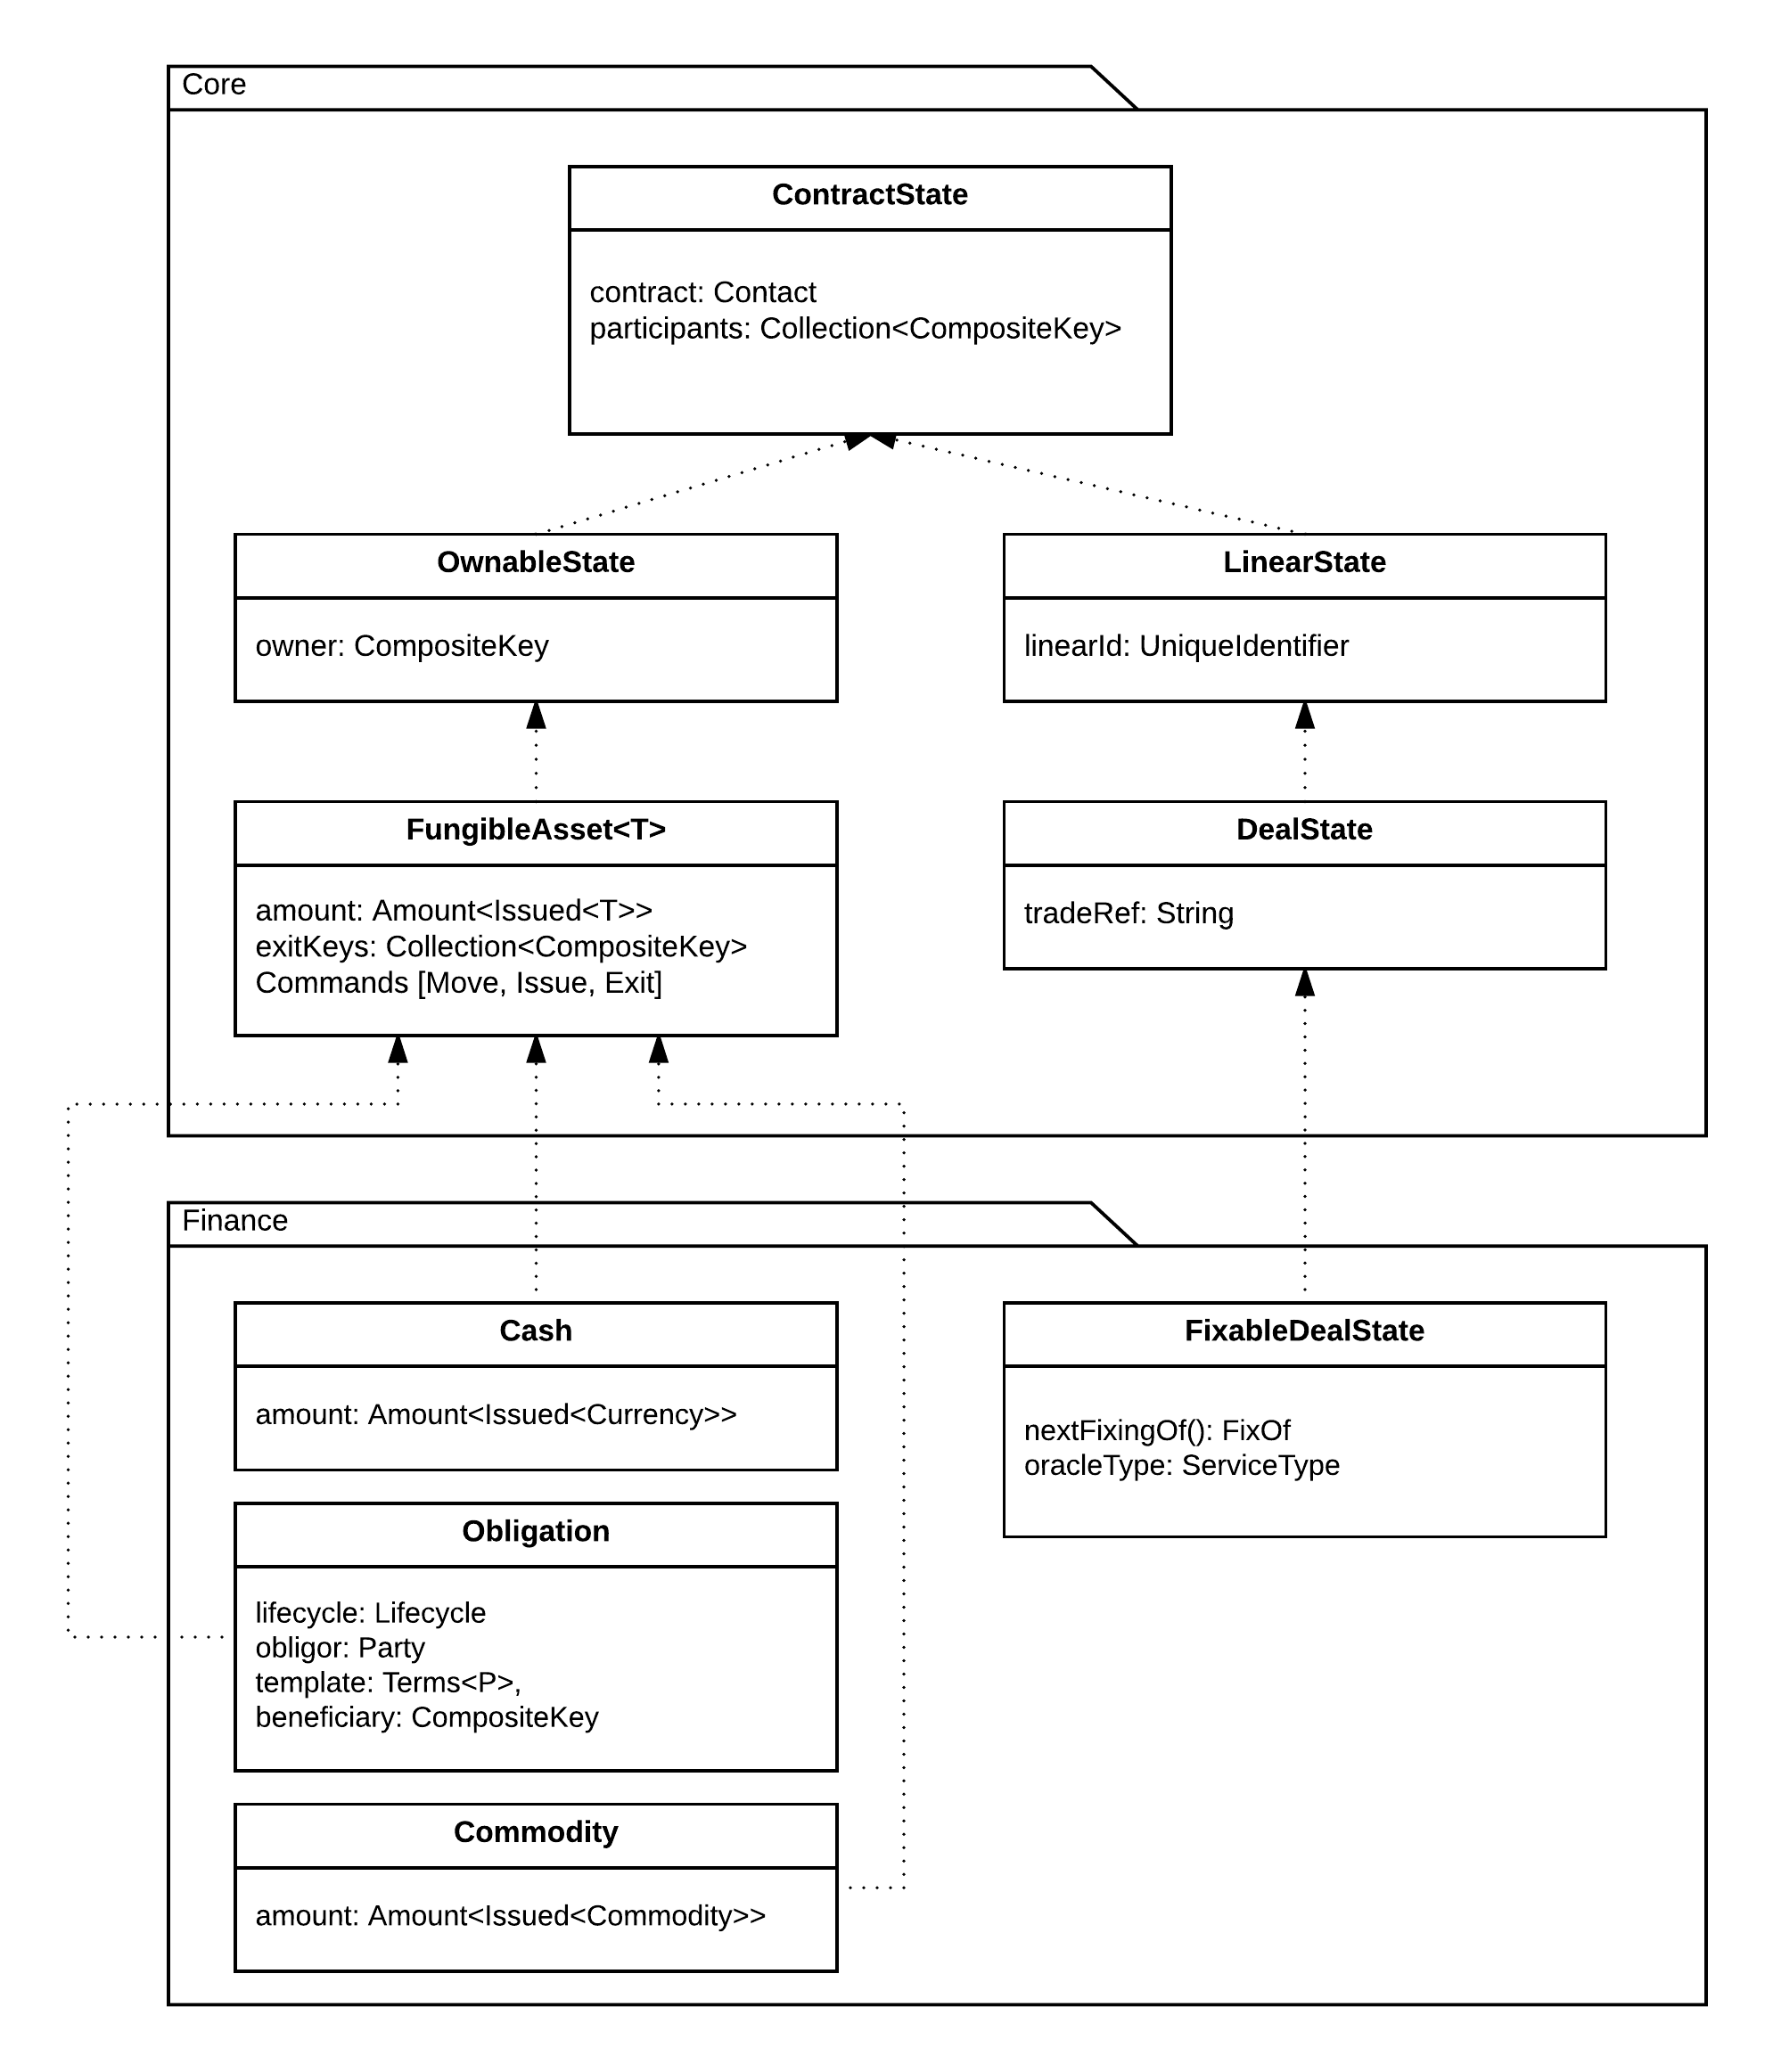 Core
ContractState
contract: Contact
participants: Collection<CompositeKey>
OwnableState
owner: CompositeKey
LinearState
linearId: UniqueIdentifier
FungibleAsset<T>
amount: Amount<Issued<T>>
exitKeys: Collection<CompositeKey>
Commands [Move, Issue, Exit]
DealState
tradeRef: String
Finance
Cash
amount: Amount<Issued<Currency>>
FixableDealState
nextFixingOf(): FixOf
oracleType: ServiceType
Obligation
lifecycle: Lifecycle
obligor: Party
template: Terms<P>,
beneficiary: CompositeKey
Commodity
amount: Amount<Issued<Commodity>>